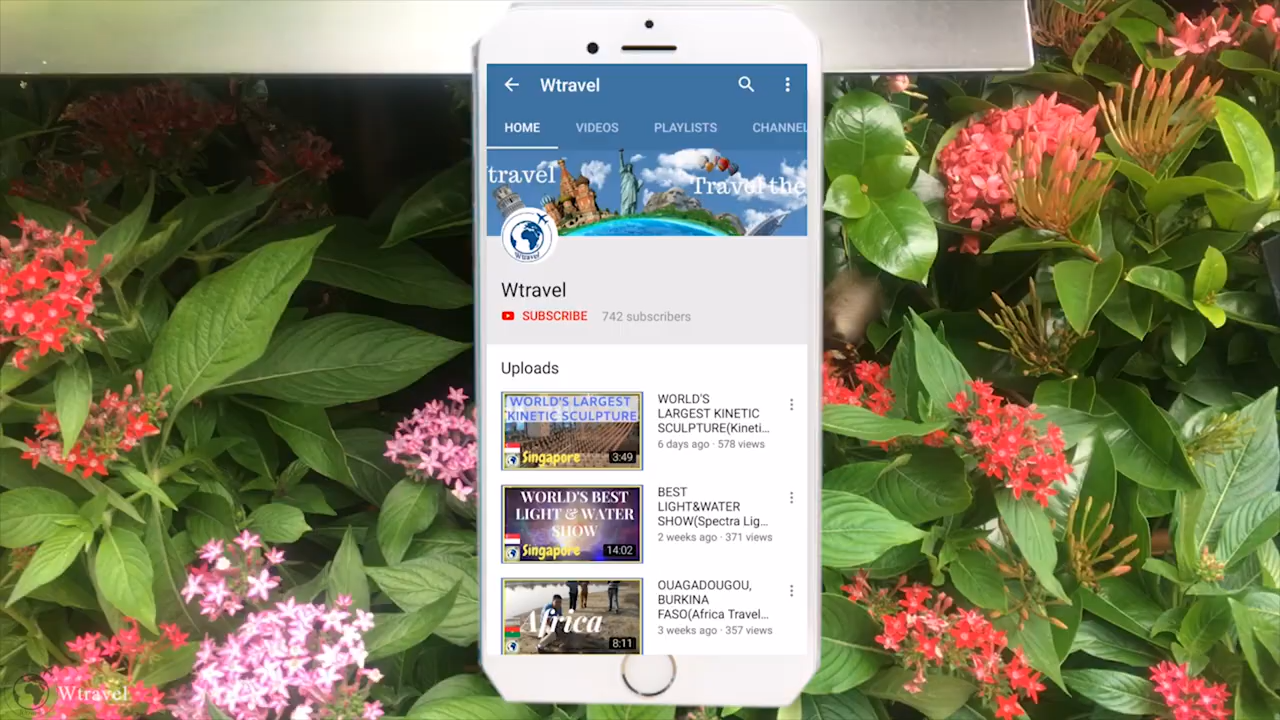 Wtravel
HOME VIDEOS PLAYLISTS CHANNEL
travel
Travel the
Wtravel
Wtravel
SUBSCRIBE 742 subscribers
Uploads
WORLD'S LARGEST
KINETIC SCULPTURE
Singapore
3:49
WORLD'S
LARGEST KINETIC
SCULPTURE(Kineti...
6 days ago · 578 views
WORLD'S BEST
LIGHT & WATER
SHOW
Singapore
14:02
BEST
LIGHT&WATER
SHOW(Spectra Lig...
2 weeks ago · 371 views
Africa
8:11
OUAGADOUGOU,
BURKINA
FASO(Africa Travel...
3 weeks ago · 357 views
Wtravel